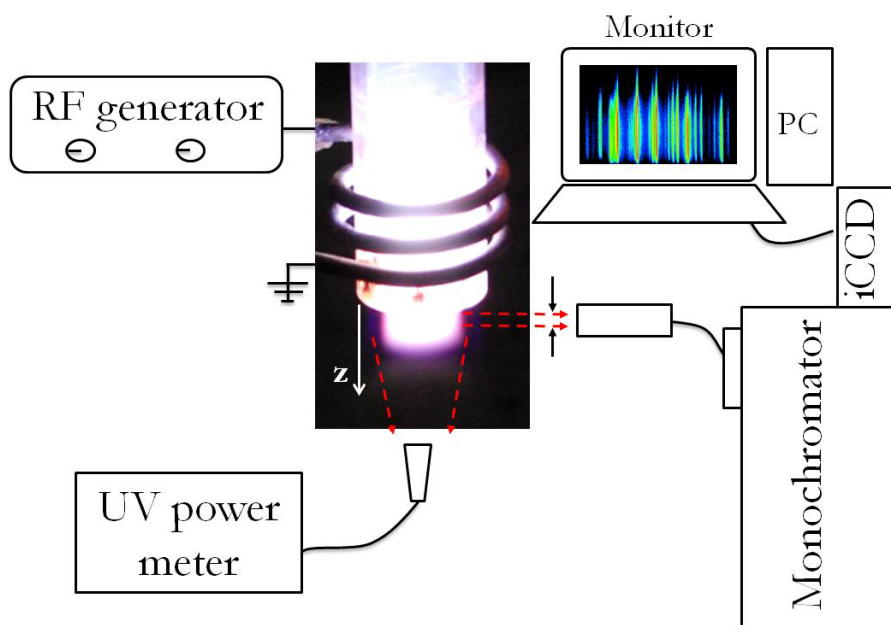 Monitor
RF generator
PC
iCCD
z
Monochromator
UV power
meter